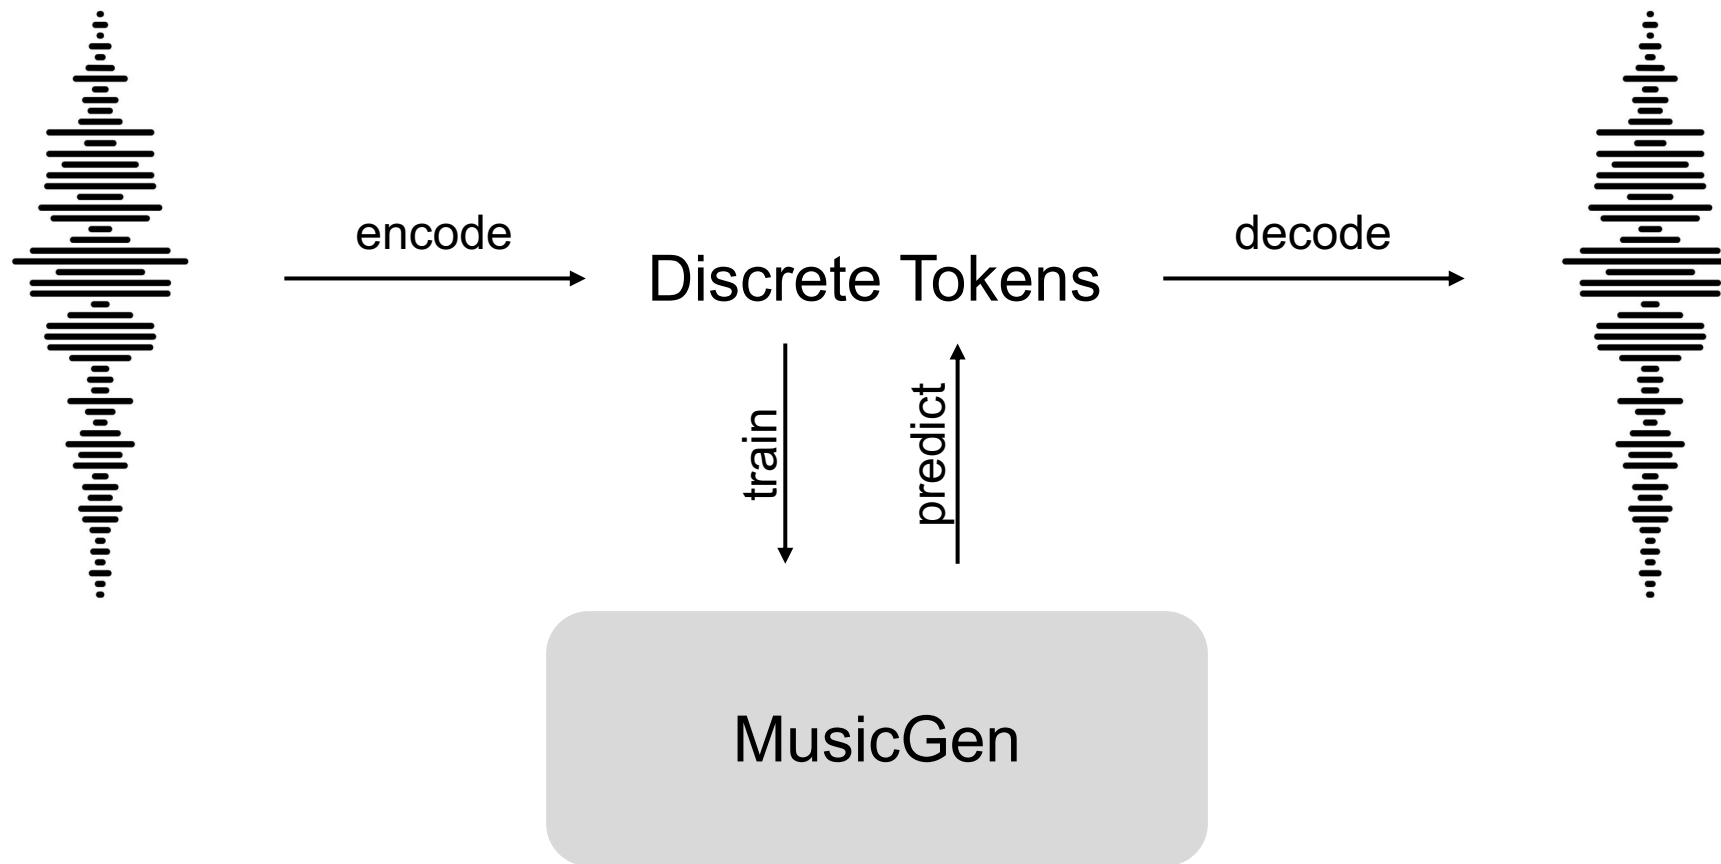 encode
decode
Discrete Tokens
train
predict
MusicGen